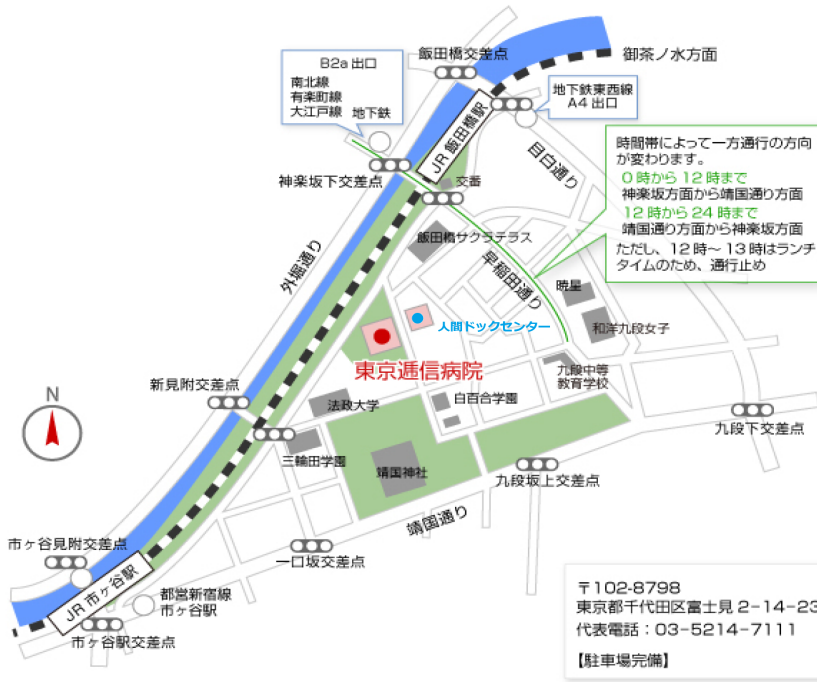 飯田橋交差点
御茶ノ水方面
B2a 出口
南北線
有楽町線
大江戸線 地下鉄
地下鉄東西線
A4 出口
JR 飯田橋駅
目白通り
時間帯によって一方通行の方向
が変わります。
0 時から 12 時まで
神楽坂方面から靖国通り方面
12 時から 24 時まで
靖国通り方面から神楽坂方面
ただし、12 時～ 13 時はランチ
タイムのため、通行止め
神楽坂下交差点
交番
飯田橋サクラテラス
早稲田通り
外堀通り
暁星
和洋九段女子
人間ドックセンター
東京逓信病院
九段中等
教育学校
新見附交差点
N
法政大学
白百合学園
九段下交差点
三輪田学園
靖国神社
九段坂上交差点
靖国通り
市ヶ谷見附交差点
一口坂交差点
JR 市ヶ谷駅
都営新宿線
市ヶ谷駅
市ヶ谷駅交差点
〒102-8798
東京都千代田区富士見 2-14-23
代表電話：03-5214-7111
【駐車場完備】